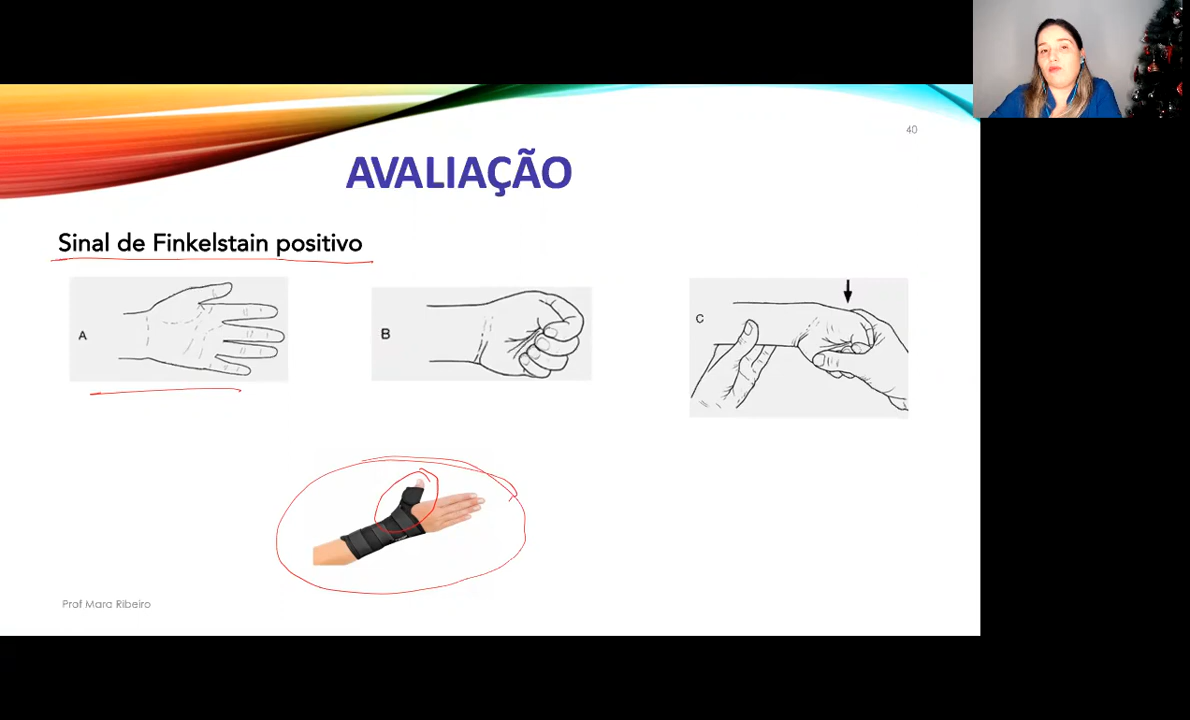 40
AVALIAÇÃO
Sinal de Finkelstain positivo
A
B
C
Prof Mara Ribeiro